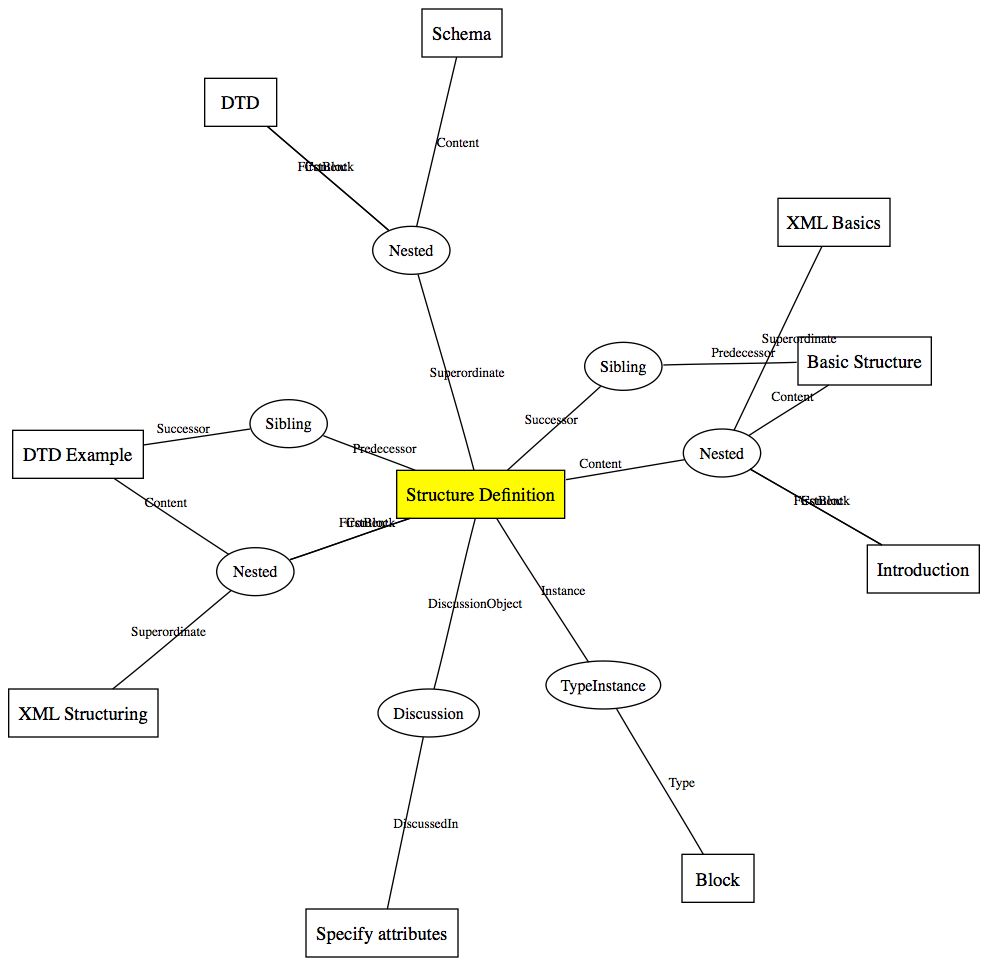 Schema
DTD
Content
FirstBlock
Content
XML Basics
Nested
Superordinate
Predecessor
Basic Structure
Sibling
Superordinate
Content
Successor
Sibling
Successor
Predecessor
DTD Example
Nested
Content
Structure Definition
Content
FirstBlock
Content
FirstBlock
Content
Nested
Introduction
Instance
DiscussionObject
Superordinate
TypeInstance
XML Structuring
Discussion
Type
DiscussedIn
Block
Specify attributes